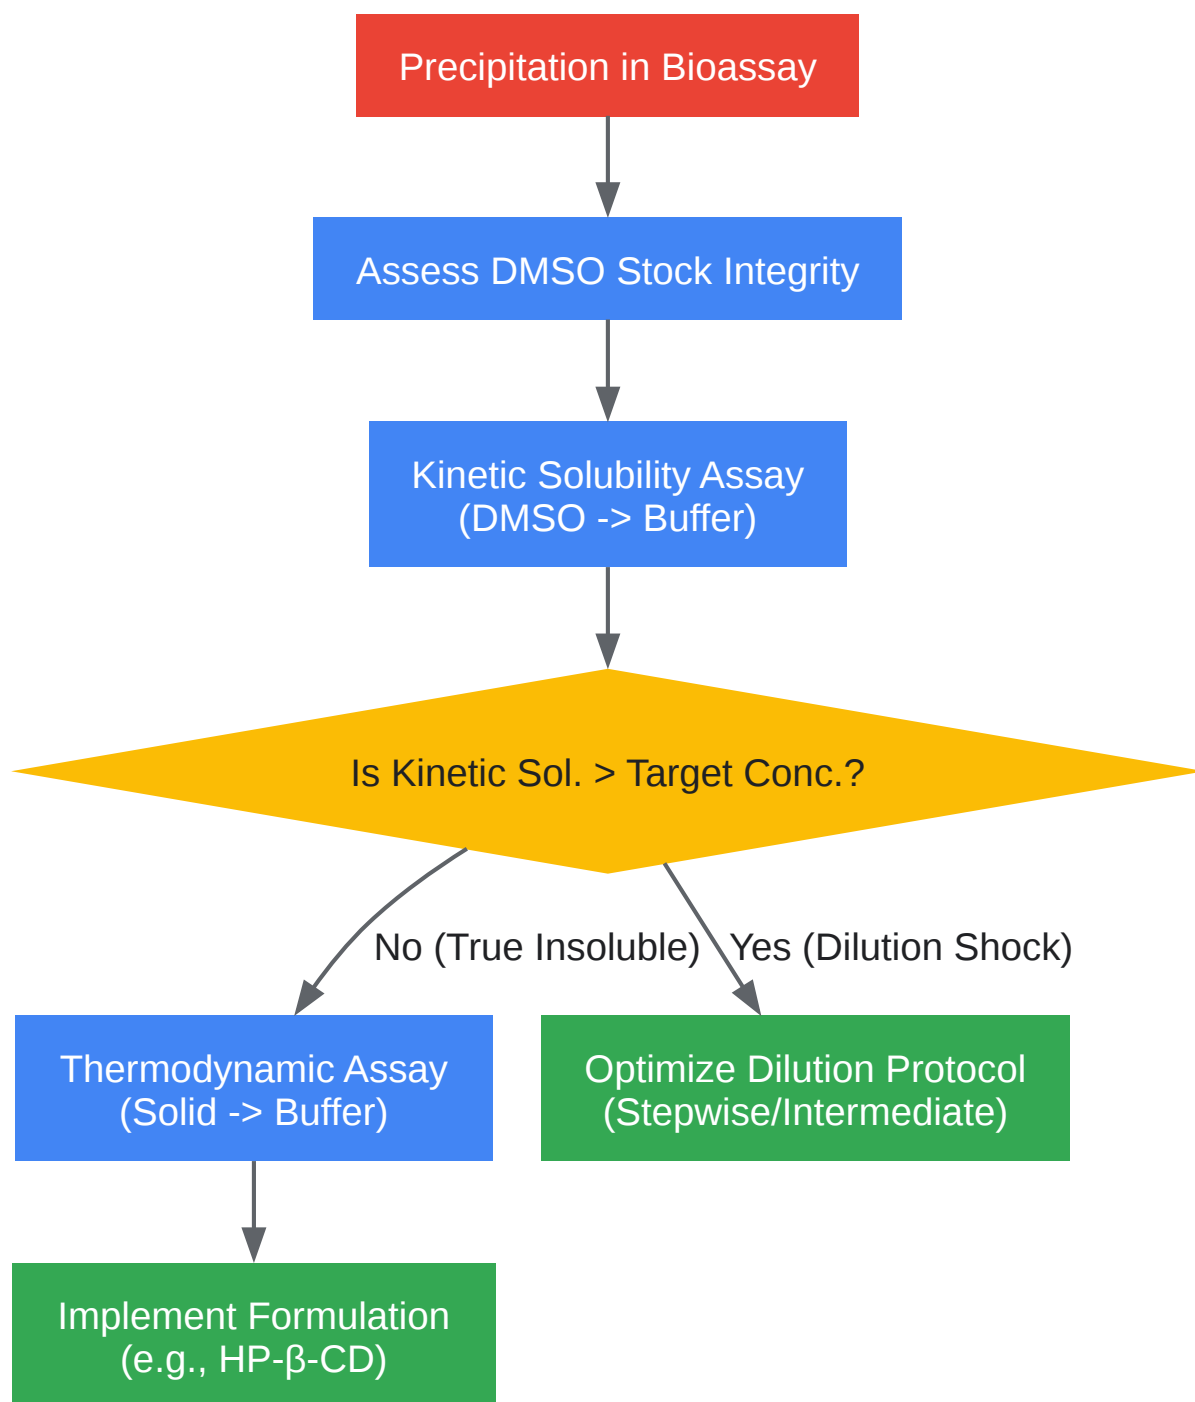 Precipitation in Bioassay
Assess DMSO Stock Integrity
Kinetic Solubility Assay
(DMSO -> Buffer)
Is Kinetic Sol. > Target Conc.?
No (True Insoluble)
Yes (Dilution Shock)
Thermodynamic Assay
(Solid -> Buffer)
Optimize Dilution Protocol
(Stepwise/Intermediate)
Implement Formulation
(e.g., HP-β-CD)